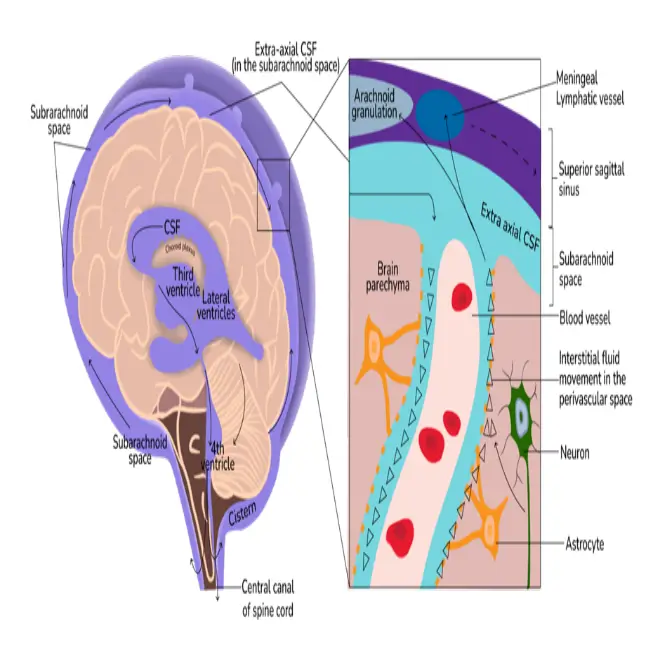 Extra-axial CSF
(in the subarachnoid space)
Subrarachnoid
space
CSF
Choroid plexus
Third
ventricle
Lateral
ventricles
Subarachnoid
space
4th
ventricle
Cistern
Central canal
of spine cord
Arachnoid
granulation
Extra axial CSF
Brain
parechyma
Meningeal
Lymphatic vessel
Superior sagittal
sinus
Subarachnoid
space
Blood vessel
Interstitial fluid
movement in the
perivascular space
Neuron
Astrocyte